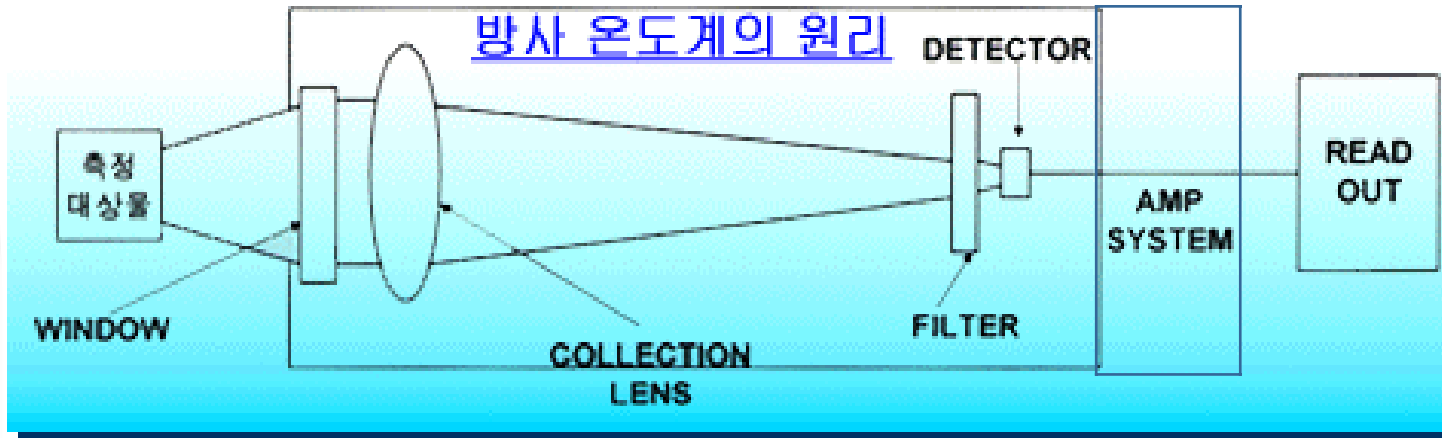 방사 온도계의 원리
DETECTOR
측정
대상물
READ
OUT
AMP
SYSTEM
WINDOW
FILTER
COLLECTION
LENS